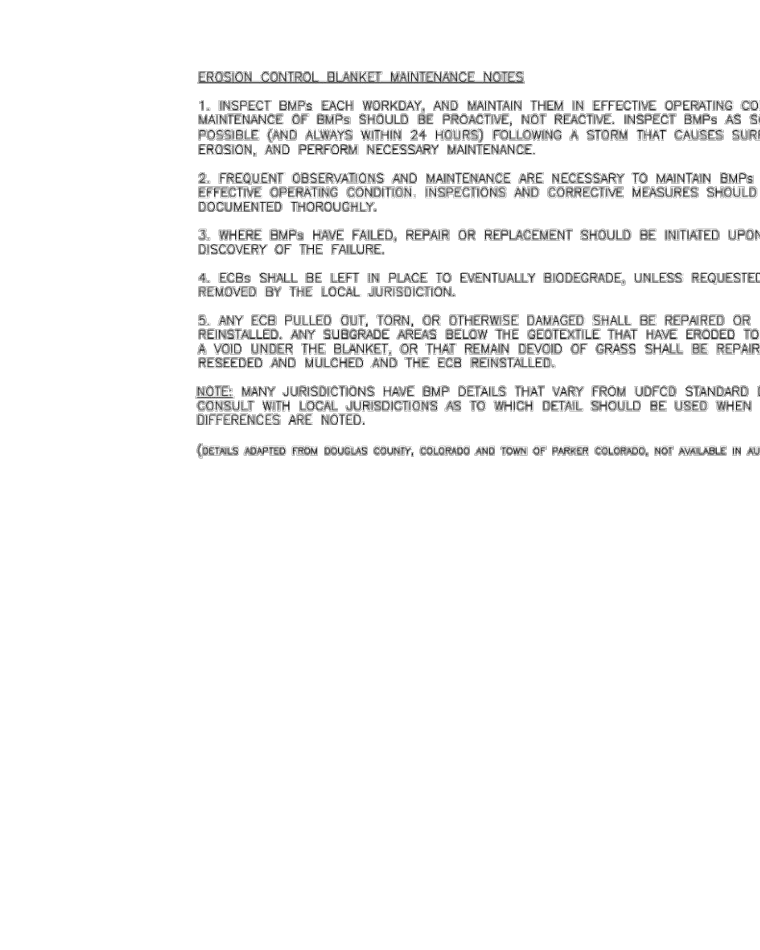 EROSION CONTROL BLANKET MAINTENANCE NOTES
1. INSPECT BMPs EACH WORKDAY, AND MAINTAIN THEM IN EFFECTIVE OPERATING CO
MAINTENANCE OF BMPs SHOULD BE PROACTIVE, NOT REACTIVE. INSPECT BMPs AS S
POSSIBLE (AND ALWAYS WITHIN 24 HOURS) FOLLOWING A STORM THAT CAUSES SUR
EROSION, AND PERFORM NECESSARY MAINTENANCE.
2. FREQUENT OBSERVATIONS AND MAINTENANCE ARE NECESSARY TO MAINTAIN BMPs
EFFECTIVE OPERATING CONDITION. INSPECTIONS AND CORRECTIVE MEASURES SHOULD
DOCUMENTED THOROUGHLY.
3. WHERE BMPs HAVE FAILED, REPAIR OR REPLACEMENT SHOULD BE INITIATED UPON
DISCOVERY OF THE FAILURE.
4. ECBs SHALL BE LEFT IN PLACE TO EVENTUALLY BIODEGRADE, UNLESS REQUESTED
REMOVED BY THE LOCAL JURISDICTION.
5. ANY ECB PULLED OUT, TORN, OR OTHERWISE DAMAGED SHALL BE REPAIRED OR
REINSTALLED. ANY SUBGRADE AREAS BELOW THE GEOTEXTILE THAT HAVE ERODED TO
A VOID UNDER THE BLANKET, OR THAT REMAIN DEVOID OF GRASS SHALL BE REPAIR
RESEEDED AND MULCHED AND THE ECB REINSTALLED.
NOTE: MANY JURISDICTIONS HAVE BMP DETAILS THAT VARY FROM UDFCD STANDARD
CONSULT WITH LOCAL JURISDICTIONS AS TO WHICH DETAIL SHOULD BE USED WHEN
DIFFERENCES ARE NOTED.
(DETAILS ADAPTED FROM DOUGLAS COUNTY, COLORADO AND TOWN OF PARKER COLORADO, NOT AVAILABLE IN AU